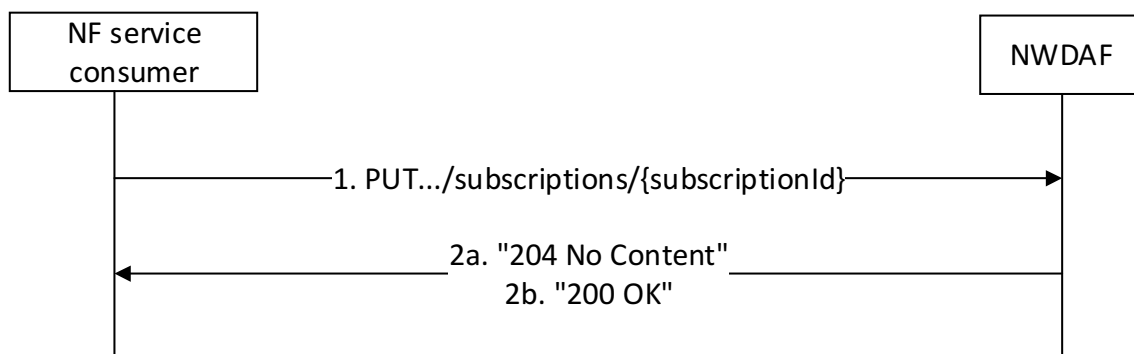 NF service
consumer
NWDAF
1. PUT.../subscriptions/{subscriptionId}
2a. "204 No Content"
2b. "200 OK"